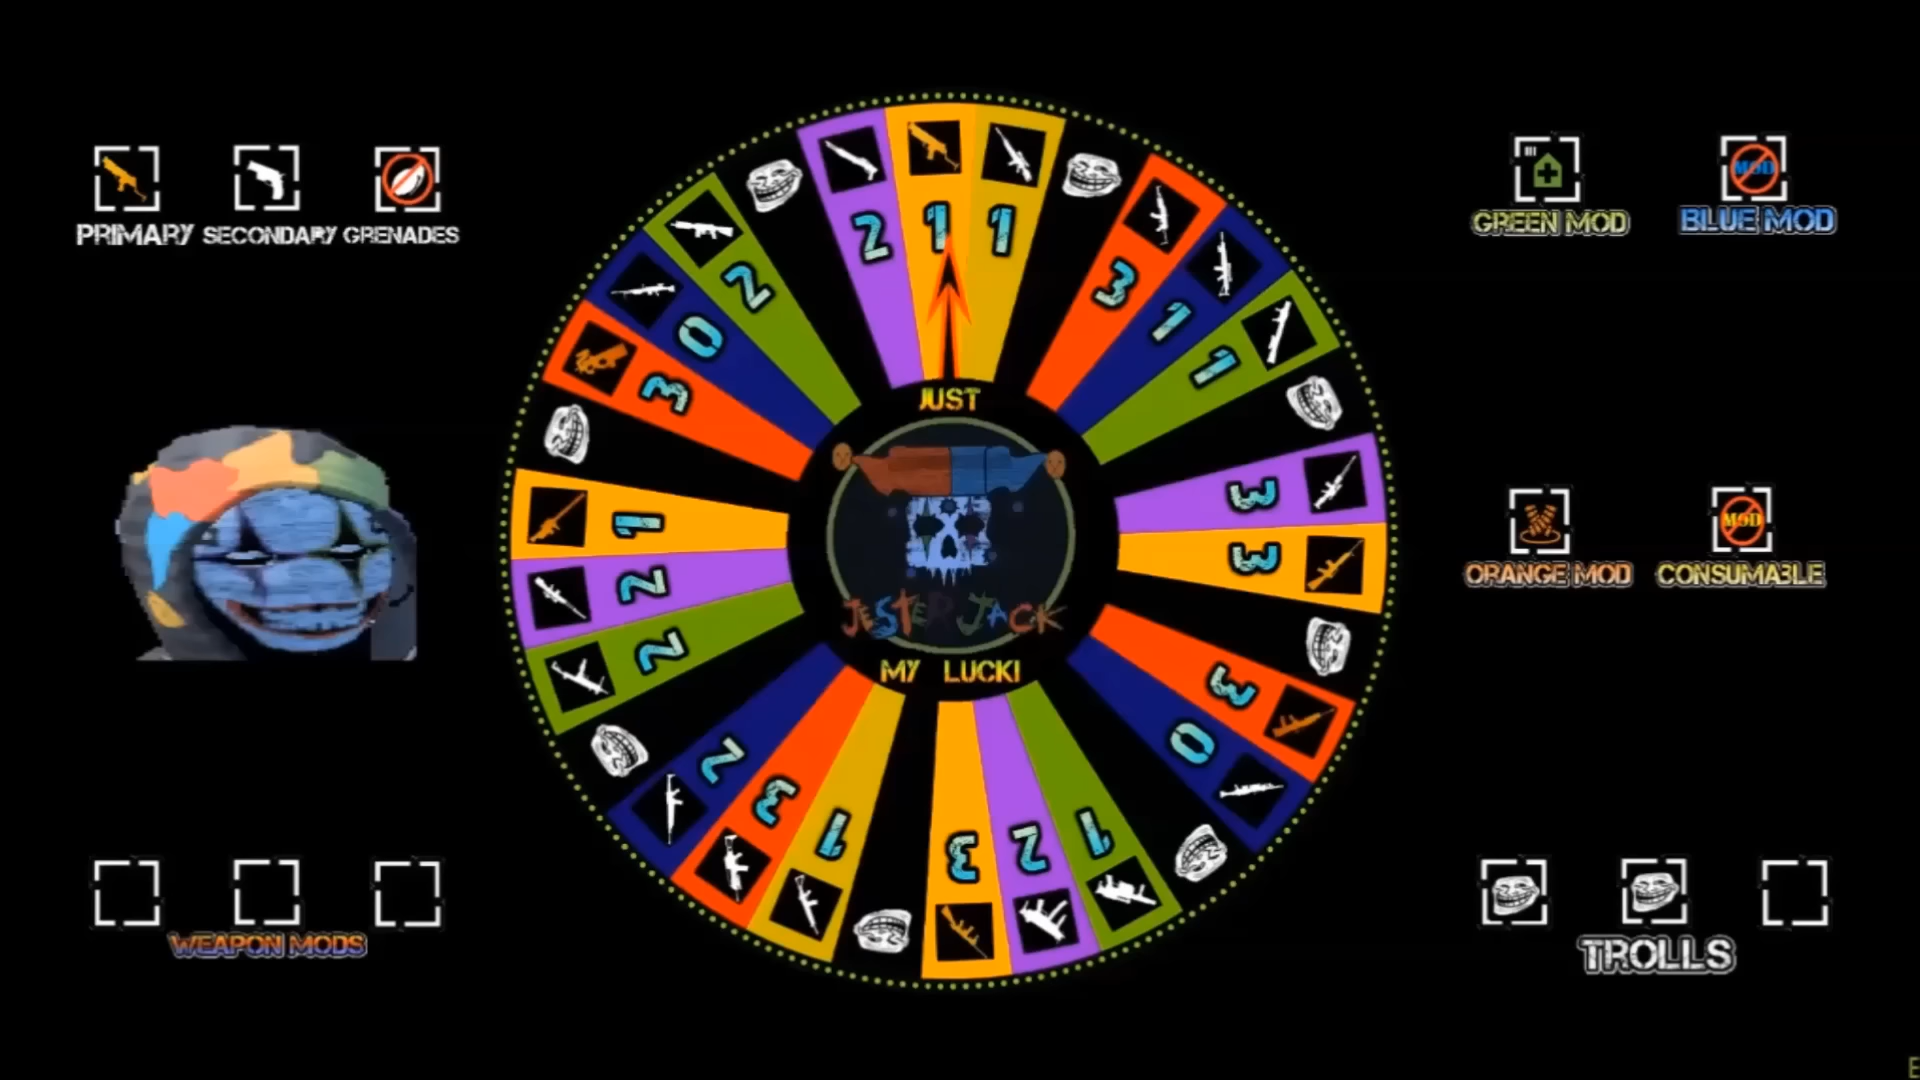 PRIMARY SECONDARY GRENADES
GREEN MOD BLUE MOD
MOD
2 1 1
3 1 1
3 3
3 0
1 2 3
1 3 2
2 2 1
3 0 2
JUST
JESTER JACK
MY LUCK!
ORANGE MOD CONSUMABLE
MOD
WEAPON MODS
TROLLS
E